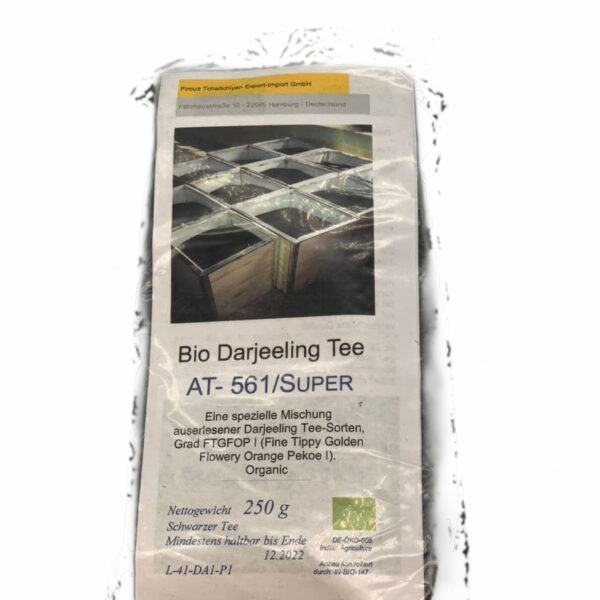 Firouz Tchaitchiyan Export-Import GmbH
Fährhausstraße 10 - 22085 Hamburg - Deutschland
Bio Darjeeling Tee
AT- 561/SUPER
Eine spezielle Mischung
auserlesener Darjeeling Tee-Sorten,
Grad FTGFOP I (Fine Tippy Golden
Flowery Orange Pekoe I).
Organic
Nettogewicht 250 g
Schwarzer Tee
Mindestens haltbar bis Ende
12.2022
L-41-DA1-P1
DE-ÖKO-006
Indian Agriculture
Anbau kontrolliert
durch: IN-BIO-147